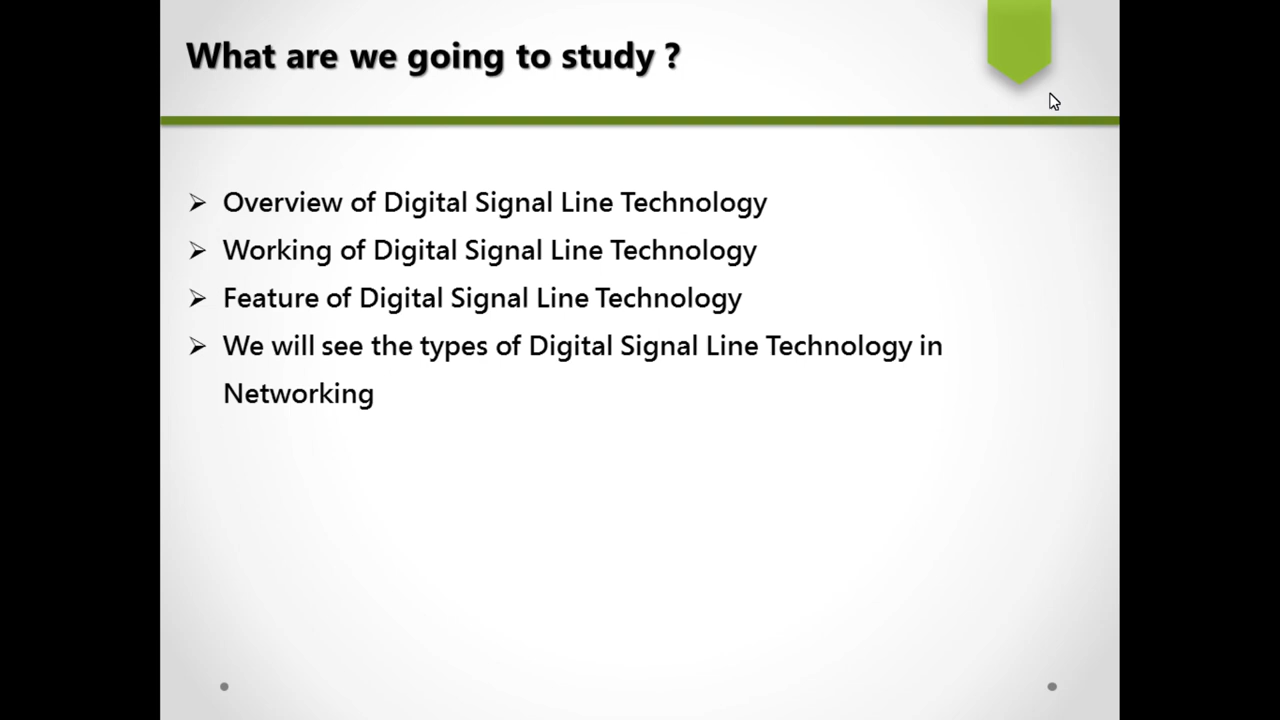 What are we going to study ?
➢ Overview of Digital Signal Line Technology
➢ Working of Digital Signal Line Technology
➢ Feature of Digital Signal Line Technology
➢ We will see the types of Digital Signal Line Technology in
Networking